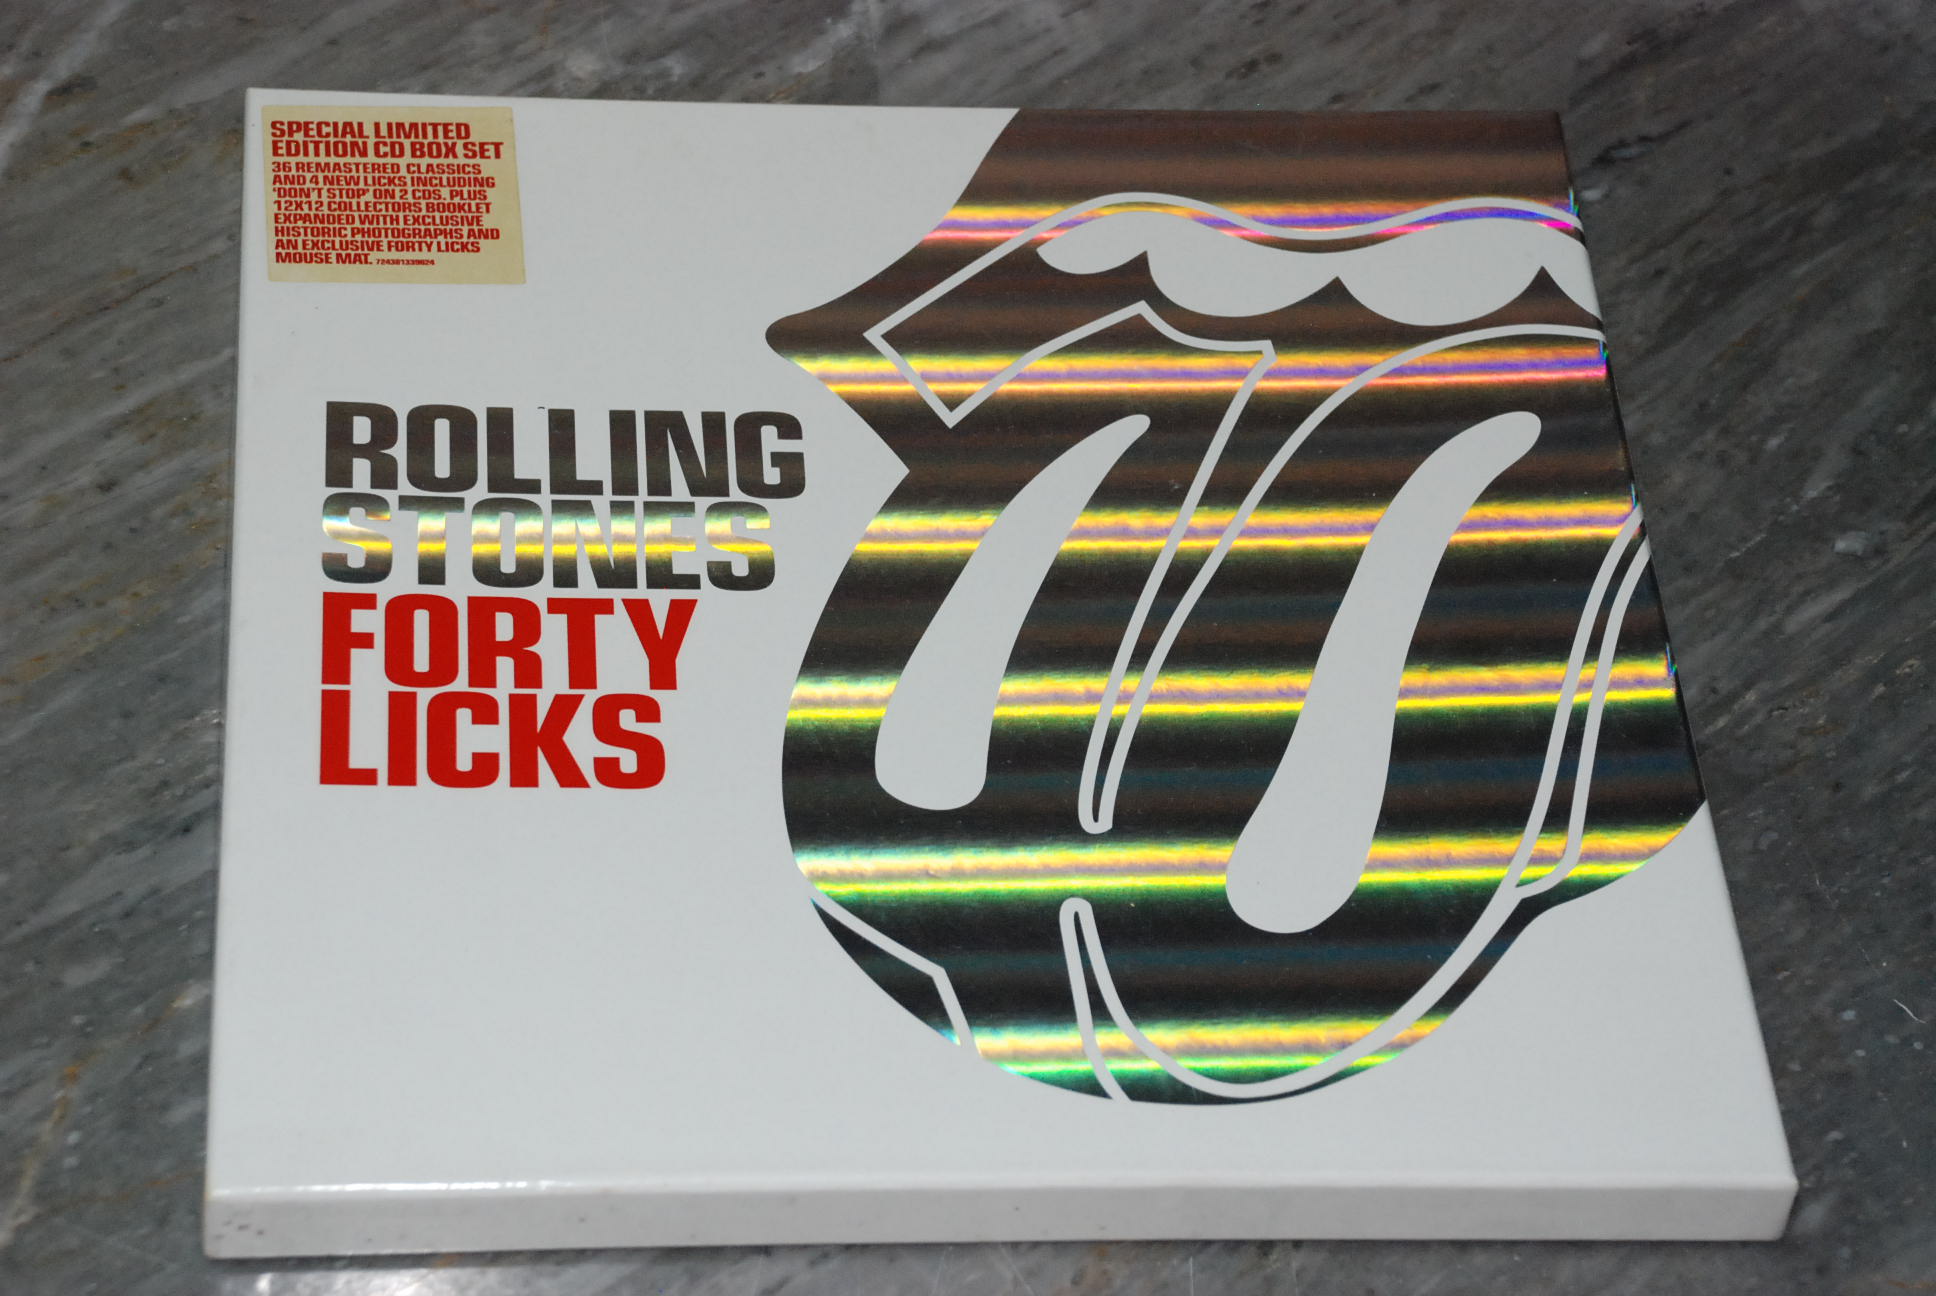 SPECIAL LIMITED
EDITION CD BOX SET
36 REMASTERED CLASSICS
AND 4 NEW LICKS INCLUDING
'DON'T STOP' ON 2 CDS. PLUS
12X12 COLLECTORS BOOKLET
EXPANDED WITH EXCLUSIVE
HISTORIC PHOTOGRAPHS AND
AN EXCLUSIVE FORTY LICKS
MOUSE MAT. 724381339824
ROLLING
STONES
FORTY
LICKS